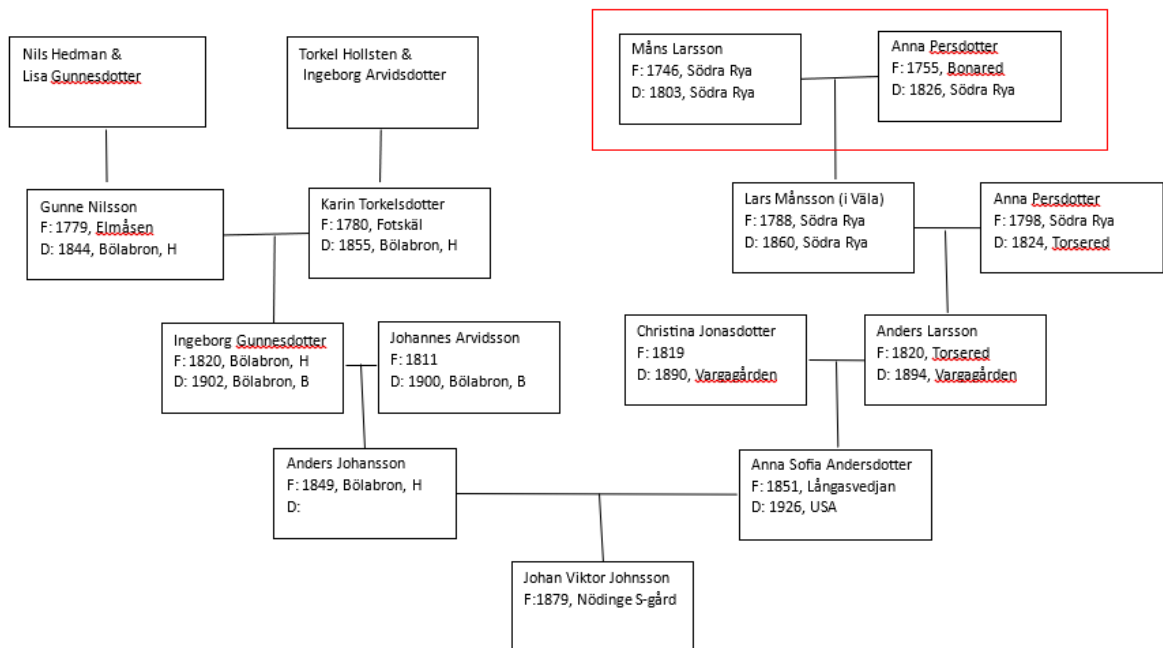 Nils Hedman &
Lisa Gunnesdotter
Torkel Hollsten &
Ingeborg Arvidsdotter
Måns Larsson
F: 1746, Södra Rya
D: 1803, Södra Rya
Anna Persdotter
F: 1755, Bonared
D: 1826, Södra Rya
Gunne Nilsson
F: 1779, Elmåsen
D: 1844, Bölabron, H
Karin Torkelsdotter
F: 1780, Fotskäl
D: 1855, Bölabron, H
Lars Månsson (i Väla)
F: 1788, Södra Rya
D: 1860, Södra Rya
Anna Persdotter
F: 1798, Södra Rya
D: 1824, Torsered
Ingeborg Gunnesdotter
F: 1820, Bölabron, H
D: 1902, Bölabron, B
Johannes Arvidsson
F: 1811
D: 1900, Bölabron, B
Christina Jonasdotter
F: 1819
D: 1890, Vargagården
Anders Larsson
F: 1820, Torsered
D: 1894, Vargagården
Anders Johansson
F: 1849, Bölabron, H
D:
Anna Sofia Andersdotter
F: 1851, Långasvedjan
D: 1926, USA
Johan Viktor Johnsson
F:1879, Nödinge S-gård